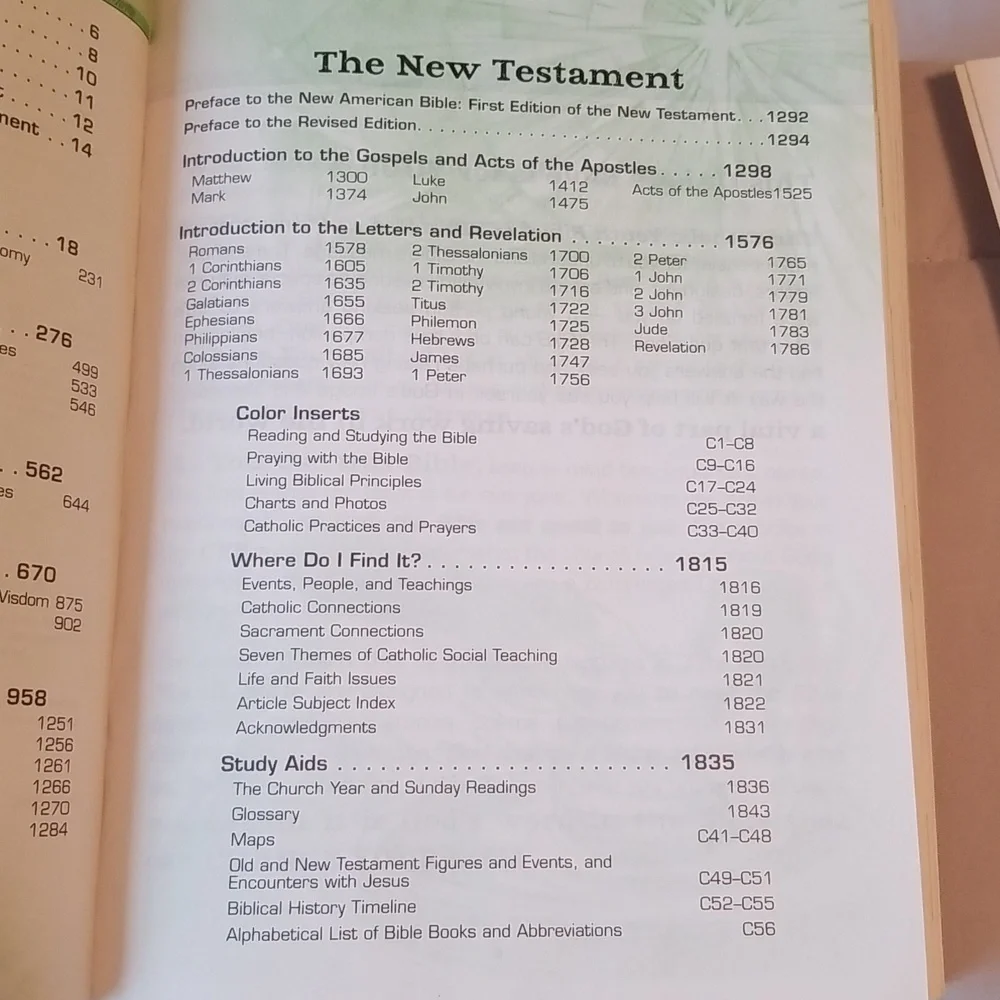 . . . . . . 6
. . . . . . 8
. . . . . 10
. . . . . 11
. . . . . 12
. . 14
. . . . 18
231
. . 276
499
533
546
. . 562
644
. 670
Wisdom 875
902
958
1251
1256
1261
1266
1270
1284
The New Testament
Preface to the New American Bible: First Edition of the New Testament. . . 1292
Preface to the Revised Edition. . . . . . . . . . . . . . . . . . . . . . . . . . . . . . . 1294
Introduction to the Gospels and Acts of the Apostles. . . . . 1298
Matthew 1300 Luke 1412 Acts of the Apostles 1525
Mark 1374 John 1475
Introduction to the Letters and Revelation . . . . . . . . . . . 1576
Romans 1578 2 Thessalonians 1700 2 Peter 1765
1 Corinthians 1605 1 Timothy 1706 1 John 1771
2 Corinthians 1635 2 Timothy 1716 2 John 1779
Galatians 1655 Titus 1722 3 John 1781
Ephesians 1666 Philemon 1725 Jude 1783
Philippians 1677 Hebrews 1728 Revelation 1786
Colossians 1685 James 1747
1 Thessalonians 1693 1 Peter 1756
Color Inserts
Reading and Studying the Bible C1–C8
Praying with the Bible C9–C16
Living Biblical Principles C17–C24
Charts and Photos C25–C32
Catholic Practices and Prayers C33–C40
Where Do I Find It? . . . . . . . . . . . . . . . . . . 1815
Events, People, and Teachings 1816
Catholic Connections 1819
Sacrament Connections 1820
Seven Themes of Catholic Social Teaching 1820
Life and Faith Issues 1821
Article Subject Index 1822
Acknowledgments 1831
Study Aids . . . . . . . . . . . . . . . . . . . . . . . . 1835
The Church Year and Sunday Readings 1836
Glossary 1843
Maps C41–C48
Old and New Testament Figures and Events, and
Encounters with Jesus C49–C51
Biblical History Timeline C52–C55
Alphabetical List of Bible Books and Abbreviations C56